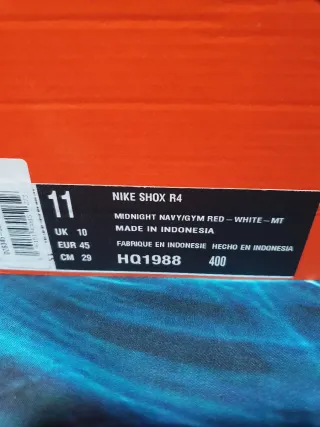 11
NIKE SHOX R4
UK 10
MIDNIGHT NAVY/GYM RED-WHITE-MT
MADE IN INDONESIA
EUR 45
FABRIQUE EN INDONESIE HECHO EN INDONESIA
CM 29
HQ1988 400